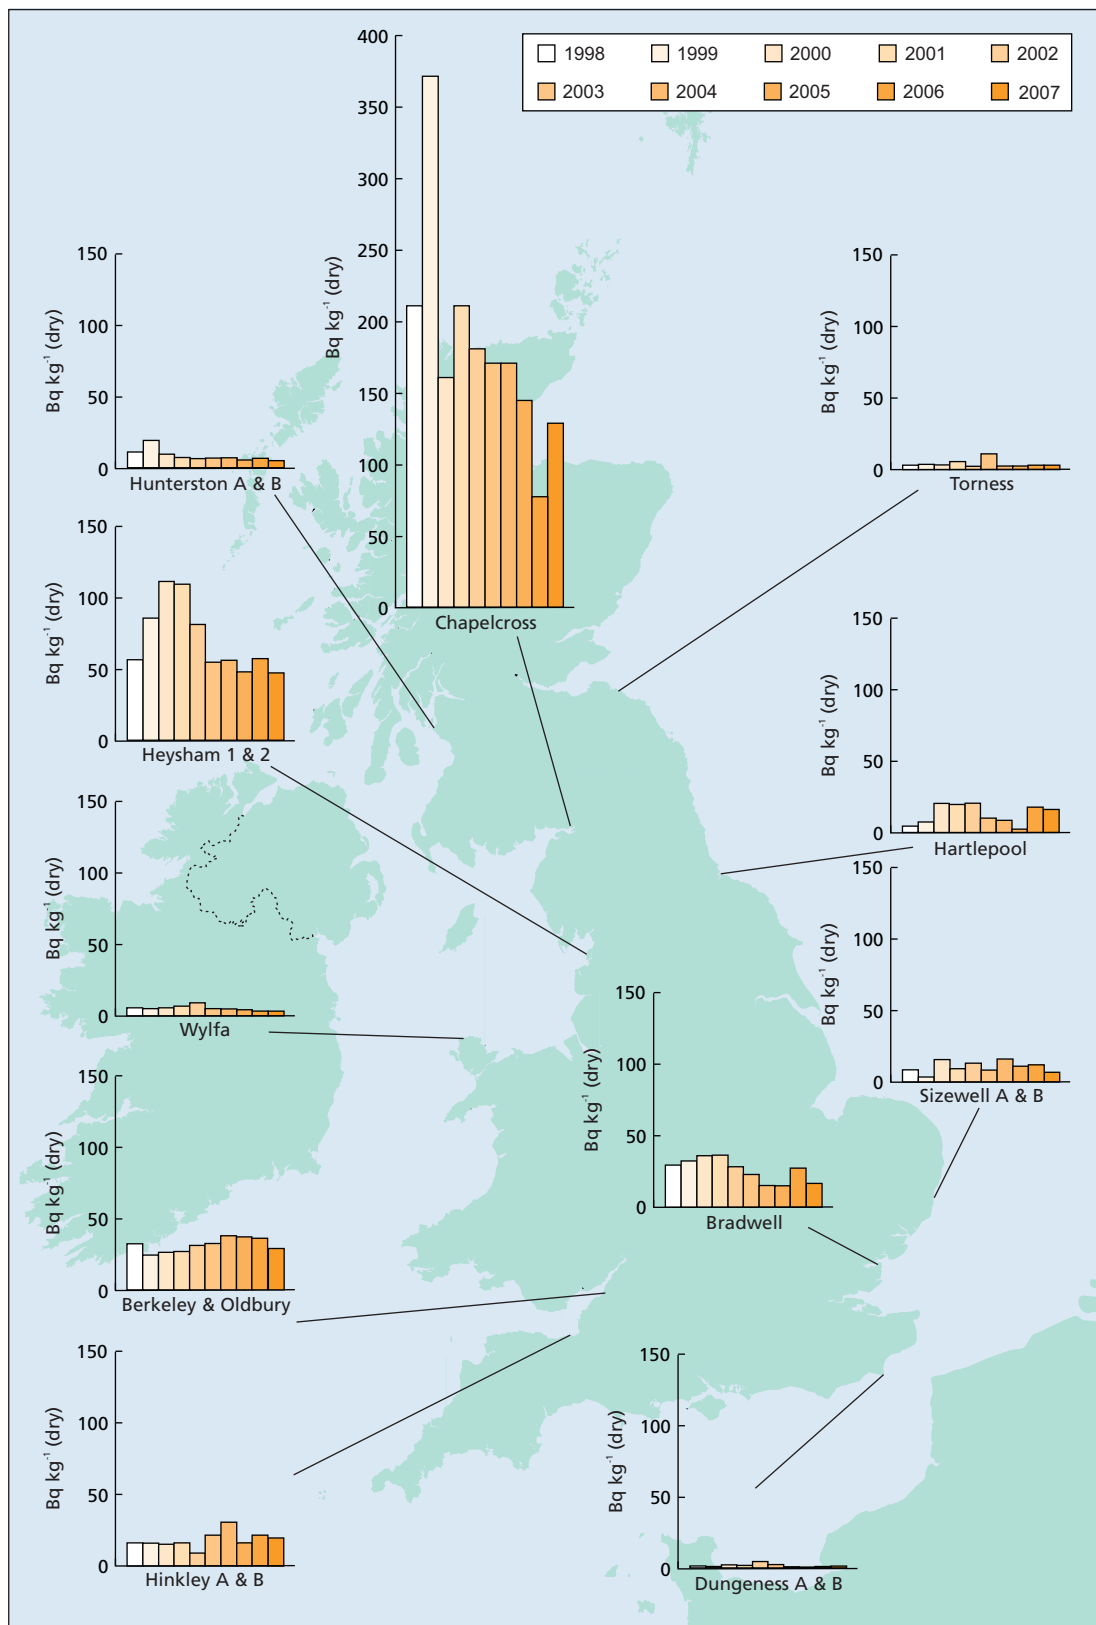 1998 1999 2000 2001 2002
2003 2004 2005 2006 2007
400
350
300
250
200
150
100
50
0
Bq kg⁻¹ (dry)
Chapelcross
150
100
50
0
Bq kg⁻¹ (dry)
Hunterston A & B
150
100
50
0
Bq kg⁻¹ (dry)
Torness
150
100
50
0
Bq kg⁻¹ (dry)
Heysham 1 & 2
150
100
50
0
Bq kg⁻¹ (dry)
Hartlepool
150
100
50
0
Bq kg⁻¹ (dry)
Wylfa
150
100
50
0
Bq kg⁻¹ (dry)
Sizewell A & B
150
100
50
0
Bq kg⁻¹ (dry)
Bradwell
150
100
50
0
Bq kg⁻¹ (dry)
Berkeley & Oldbury
150
100
50
0
Bq kg⁻¹ (dry)
Hinkley A & B
150
100
50
0
Bq kg⁻¹ (dry)
Dungeness A & B